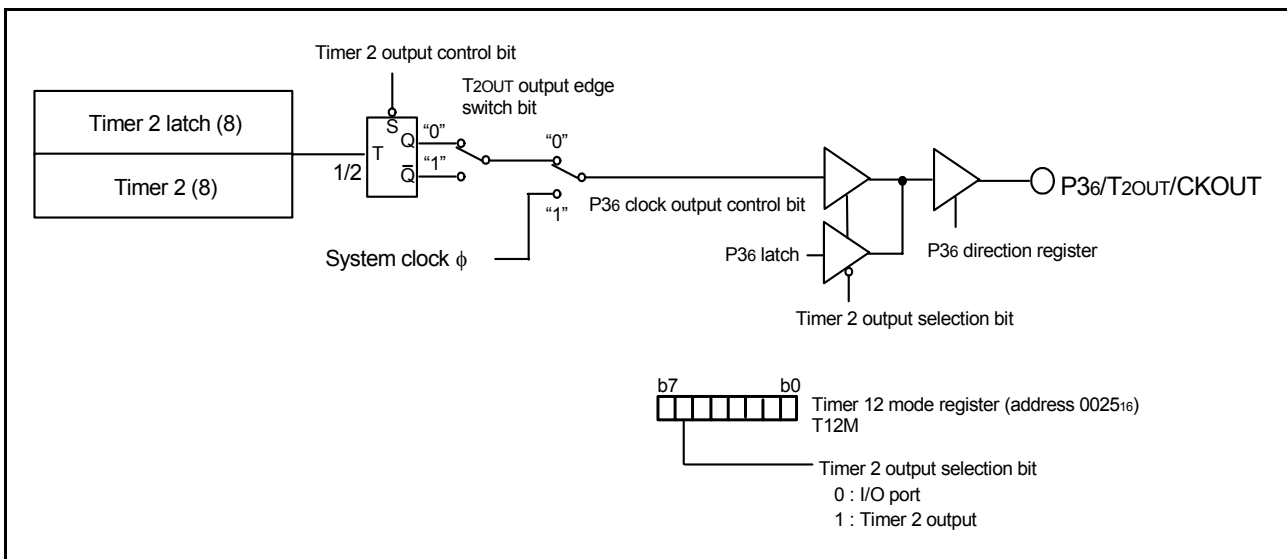 Timer 2 output control bit
T2OUT output edge
switch bit
Timer 2 latch (8)
Timer 2 (8)
1/2
T
S
Q
Q̄
“0”
“1”
“0”
“1”
P36 clock output control bit
System clock ϕ
P36 latch
P36/T2OUT/CKOUT
P36 direction register
Timer 2 output selection bit
b7
b0
Timer 12 mode register (address 002516)
T12M
Timer 2 output selection bit
0 : I/O port
1 : Timer 2 output